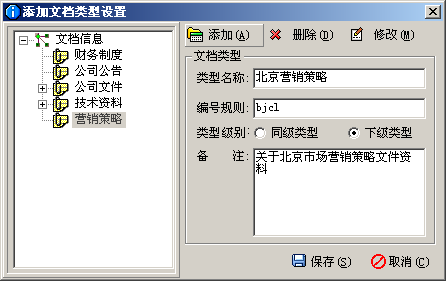 添加文档类型设置
文档信息
财务制度
公司公告
公司文件
技术资料
营销策略
添加(A) 删除(D) 修改(M)
文档类型
类型名称: 北京营销策略
编号规则: bjcl
类型级别: 同级类型 下级类型
备 注: 关于北京市场营销策略文件资
料
保存(S) 取消(C)